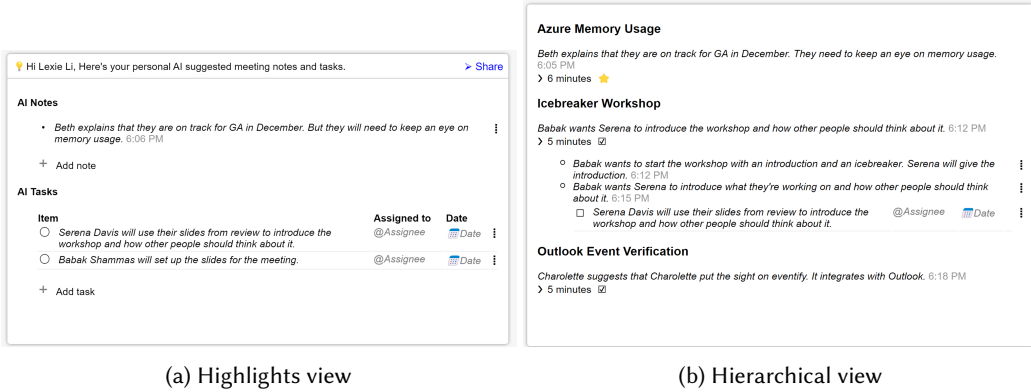 Hi Lexie Li, Here's your personal AI suggested meeting notes and tasks.
Share
AI Notes
• Beth explains that they are on track for GA in December. But they will need to keep an eye on
memory usage. 6:06 PM
+ Add note
AI Tasks
Item Assigned to Date
Serena Davis will use their slides from review to introduce the @Assignee Date
workshop and how other people should think about it.
Babak Shammas will set up the slides for the meeting. @Assignee Date
+ Add task
(a) Highlights view
Azure Memory Usage
Beth explains that they are on track for GA in December. They need to keep an eye on memory usage.
6:05 PM
6 minutes
Icebreaker Workshop
Babak wants Serena to introduce the workshop and how other people should think about it. 6:12 PM
5 minutes
Babak wants to start the workshop with an introduction and an icebreaker. Serena will give the
introduction. 6:12 PM
Babak wants Serena to introduce what they're working on and how other people should think
about it. 6:15 PM
Serena Davis will use their slides from review to introduce the @Assignee Date
workshop and how other people should think about it.
Outlook Event Verification
Charolette suggests that Charolette put the sight on eventify. It integrates with Outlook. 6:18 PM
5 minutes
(b) Hierarchical view